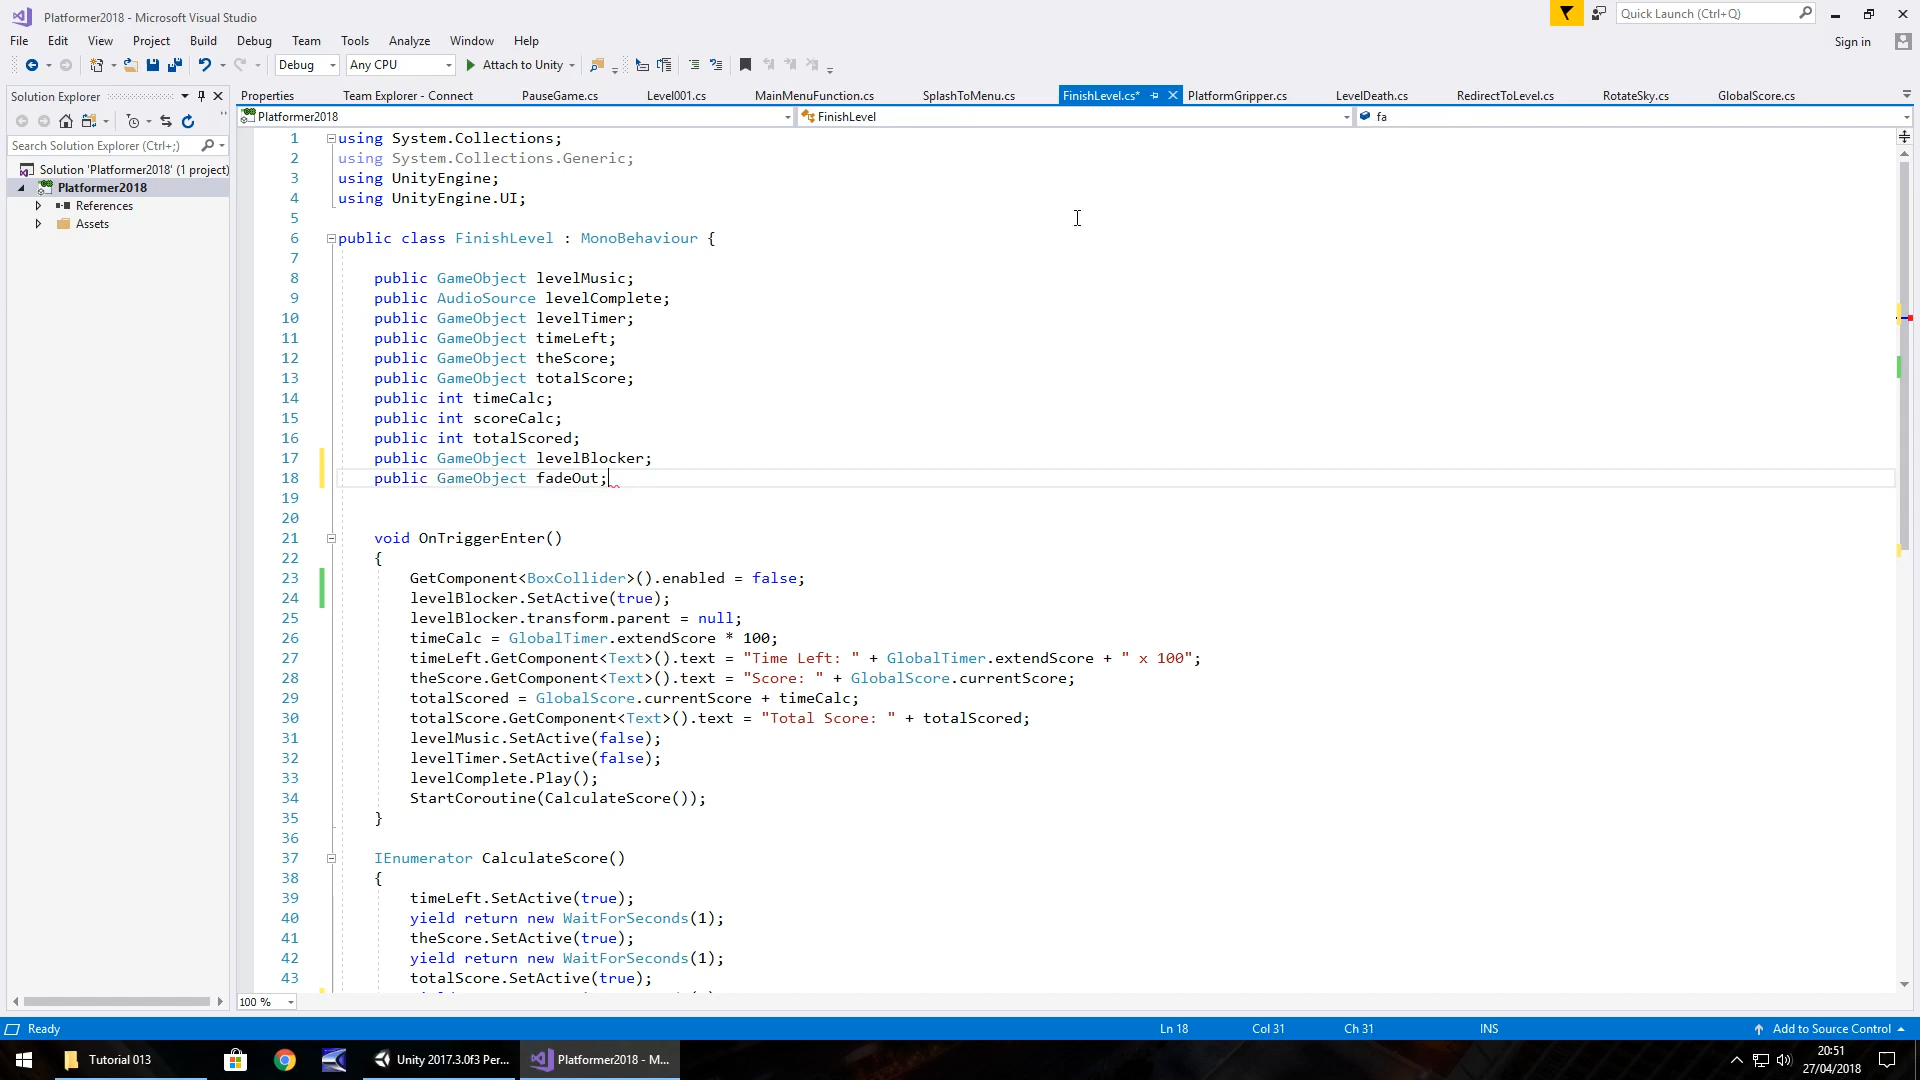 Platformer2018 - Microsoft Visual Studio
Quick Launch (Ctrl+Q)
File Edit View Project Build Debug Team Tools Analyze Window Help
Sign in
Debug Any CPU Attach to Unity
Solution Explorer
Properties Team Explorer - Connect PauseGame.cs Level001.cs MainMenuFunction.cs SplashToMenu.cs FinishLevel.cs* PlatformGripper.cs LevelDeath.cs RedirectToLevel.cs RotateSky.cs GlobalScore.cs
Platformer2018 FinishLevel fa
Search Solution Explorer (Ctrl+;)
Solution 'Platformer2018' (1 project)
Platformer2018
References
Assets
1 using System.Collections;
2 using System.Collections.Generic;
3 using UnityEngine;
4 using UnityEngine.UI;
5
6 public class FinishLevel : MonoBehaviour {
7
8 public GameObject levelMusic;
9 public AudioSource levelComplete;
10 public GameObject levelTimer;
11 public GameObject timeLeft;
12 public GameObject theScore;
13 public GameObject totalScore;
14 public int timeCalc;
15 public int scoreCalc;
16 public int totalScored;
17 public GameObject levelBlocker;
18 public GameObject fadeOut;
19
20
21 void OnTriggerEnter()
22 {
23 GetComponent<BoxCollider>().enabled = false;
24 levelBlocker.SetActive(true);
25 levelBlocker.transform.parent = null;
26 timeCalc = GlobalTimer.extendScore * 100;
27 timeLeft.GetComponent<Text>().text = "Time Left: " + GlobalTimer.extendScore + " x 100";
28 theScore.GetComponent<Text>().text = "Score: " + GlobalScore.currentScore;
29 totalScored = GlobalScore.currentScore + timeCalc;
30 totalScore.GetComponent<Text>().text = "Total Score: " + totalScored;
31 levelMusic.SetActive(false);
32 levelTimer.SetActive(false);
33 levelComplete.Play();
34 StartCoroutine(CalculateScore());
35 }
36
37 IEnumerator CalculateScore()
38 {
39 timeLeft.SetActive(true);
40 yield return new WaitForSeconds(1);
41 theScore.SetActive(true);
42 yield return new WaitForSeconds(1);
43 totalScore.SetActive(true);
100 %
Ready Ln 18 Col 31 Ch 31 INS Add to Source Control
Tutorial 013 Unity 2017.3.0f3 Per... Platformer2018 - M...
20:51
27/04/2018